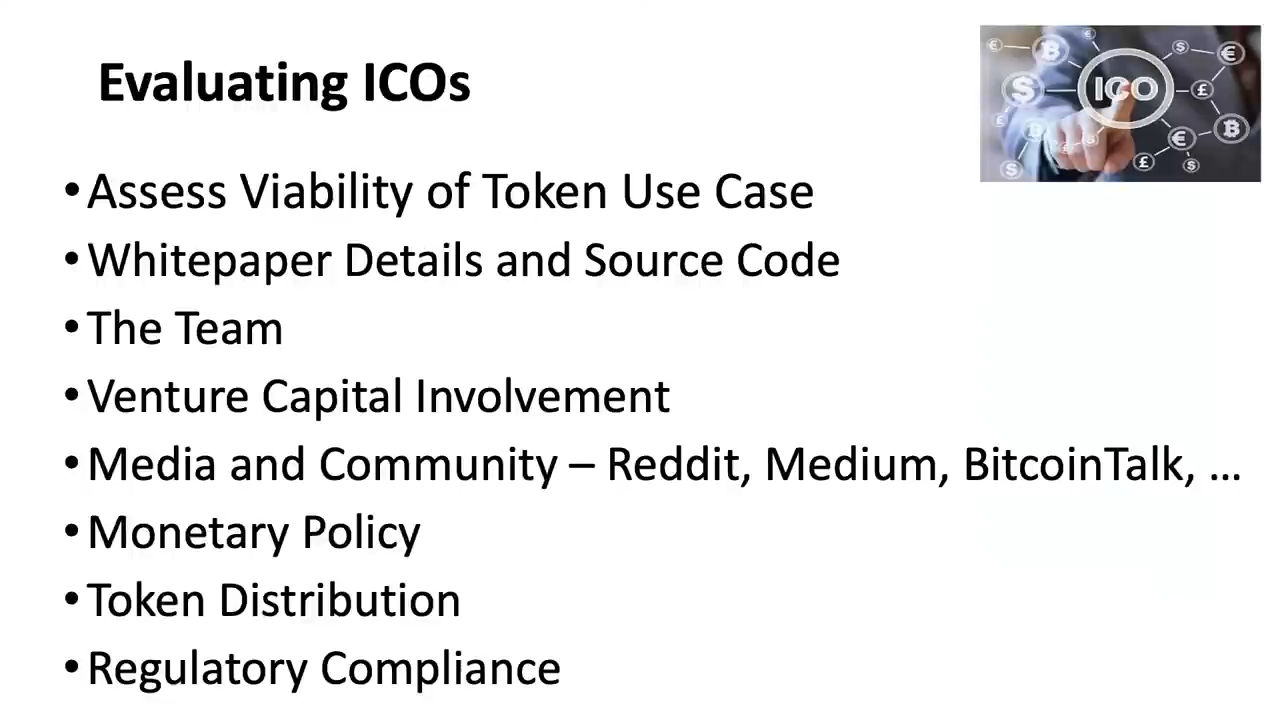 Evaluating ICOs
ICO
• Assess Viability of Token Use Case
• Whitepaper Details and Source Code
• The Team
• Venture Capital Involvement
• Media and Community – Reddit, Medium, BitcoinTalk, ...
• Monetary Policy
• Token Distribution
• Regulatory Compliance